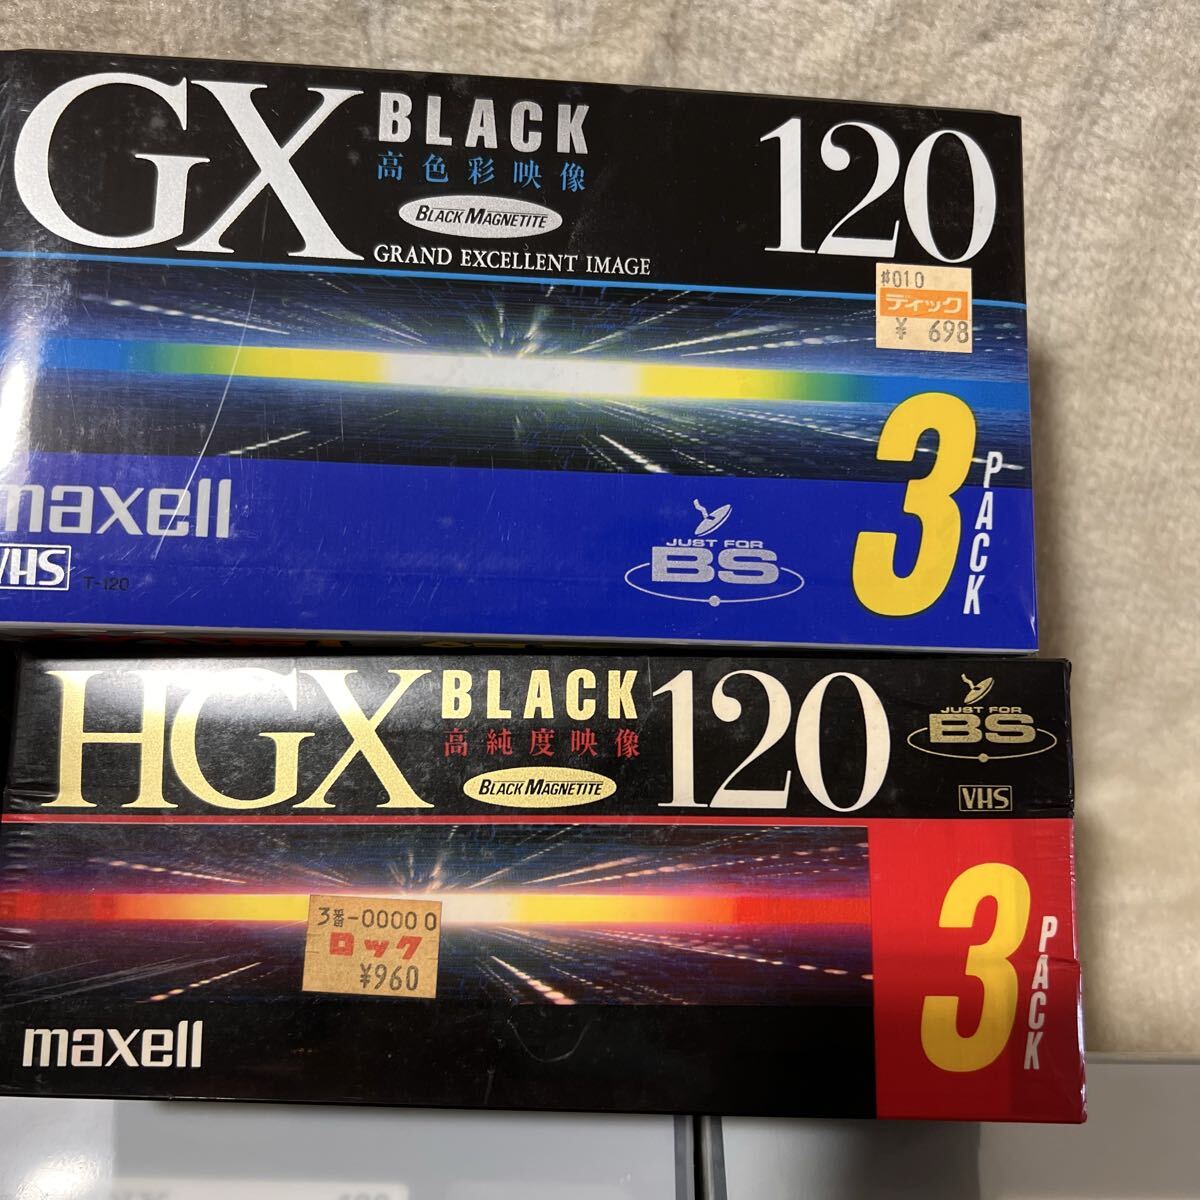 GX BLACK 120
高色彩映像
BLACK MAGNETITE
GRAND EXCELLENT IMAGE
#010
ディック
¥ 698
3 PACK
maxell
VHS T-120
JUST FOR
BS
HGX BLACK 120
高純度映像
BLACK MAGNETITE
JUST FOR
BS
VHS
3番-00000
ロック
¥960
3 PACK
maxell